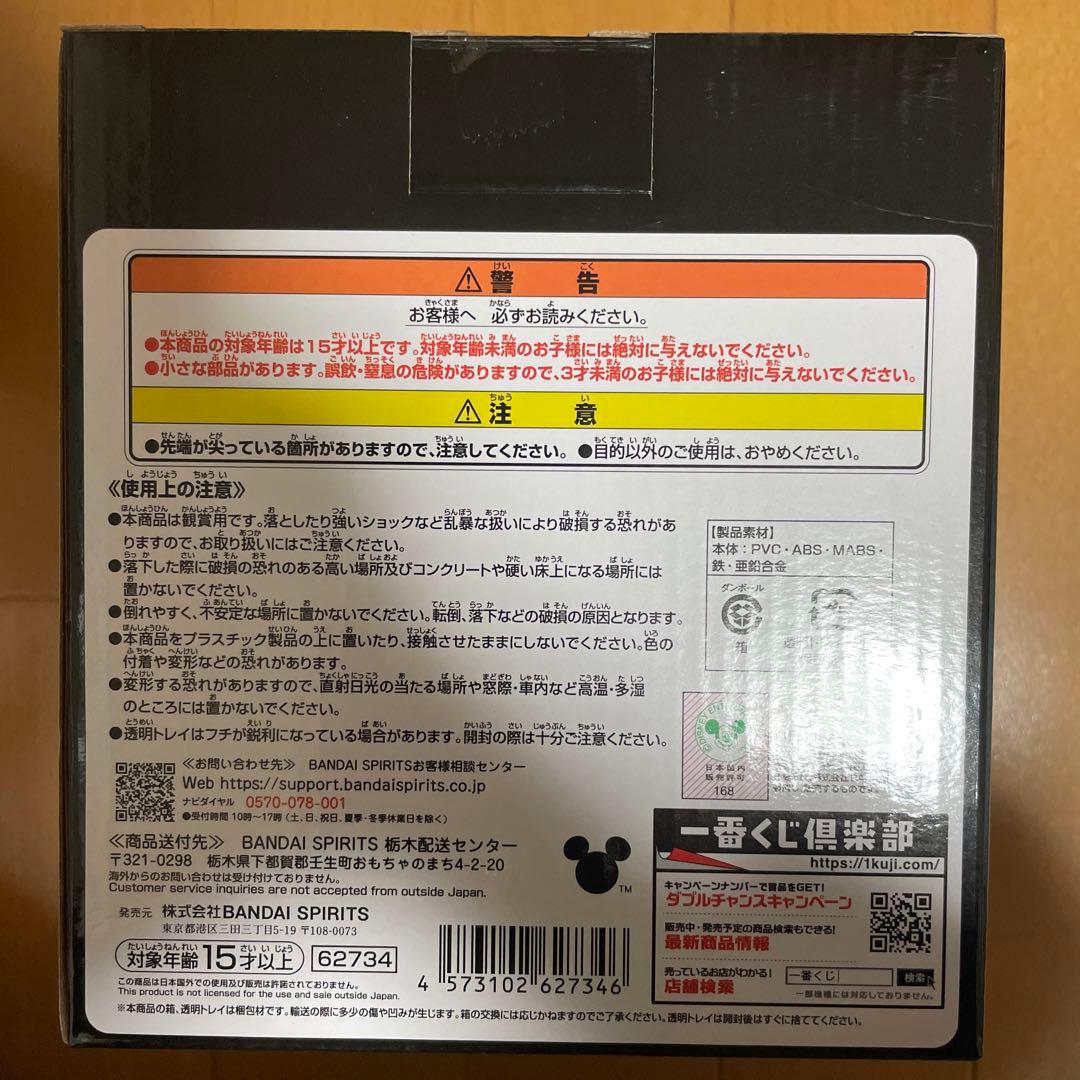 ⚠警告
お客様へ 必ずお読みください。
●本商品の対象年齢は15才以上です。対象年齢未満のお子様には絶対に与えないでください。
●小さな部品があります。誤飲・窒息の危険がありますので、3才未満のお子様には絶対に与えないでください。
⚠注意
●先端が尖っている箇所がありますので、注意してください。 ●目的以外のご使用は、おやめください。
《使用上の注意》
●本商品は観賞用です。落としたり強いショックなど乱暴な扱いにより破損する恐れがあ
りますので、お取り扱いにはご注意ください。
●落下した際に破損の恐れのある高い場所及びコンクリートや硬い床上になる場所には
置かないでください。
●倒れやすく、不安定な場所に置かないでください。転倒、落下などの破損の原因となります。
●本商品をプラスチック製品の上に置いたり、接触させたままにしないでください。色の
付着や変形などの恐れがあります。
●変形する恐れがありますので、直射日光の当たる場所や窓際・車内など高温・多湿
のところには置かないでください。
●透明トレイはフチが鋭利になっている場合があります。開封の際は十分ご注意ください。
【製品素材】
本体：PVC・ABS・MABS・
鉄・亜鉛合金
ダンボール
箱
日本国内
販売許可
168
《お問い合わせ先》 BANDAI SPIRITSお客様相談センター
Web https://support.bandaispirits.co.jp
ナビダイヤル 0570-078-001
●受付時間 10時〜17時（土、日、祝日、夏季・冬季休業日を除く）
《商品送付先》 BANDAI SPIRITS 栃木配送センター
〒321-0298 栃木県下都賀郡壬生町おもちゃのまち4-2-20
海外からのお問い合わせは受け付けておりません。
Customer service inquiries are not accepted from outside Japan.
TM
発売元 株式会社BANDAI SPIRITS
東京都港区三田三丁目5-19 〒108-0073
対象年齢15才以上 62734
4 573102 627346
この商品は日本国外での使用及び販売は許諾されておりません。
This product is not licensed for the use and sale outside Japan.
※本商品の箱、透明トレイは梱包材です。輸送の際に多少の傷や凹みが生じます。箱の交換には応じかねますのでご了承ください。透明トレイは開封後はすぐに捨ててください。
一番くじ倶楽部
https://1kuji.com/
キャンペーンナンバーで賞品をGET!
ダブルチャンスキャンペーン
販売中・発売予定の商品検索もできる!
最新商品情報
売っているお店がわかる!
店舗検索
一番くじ 検索
一部機種には対応しておりません。